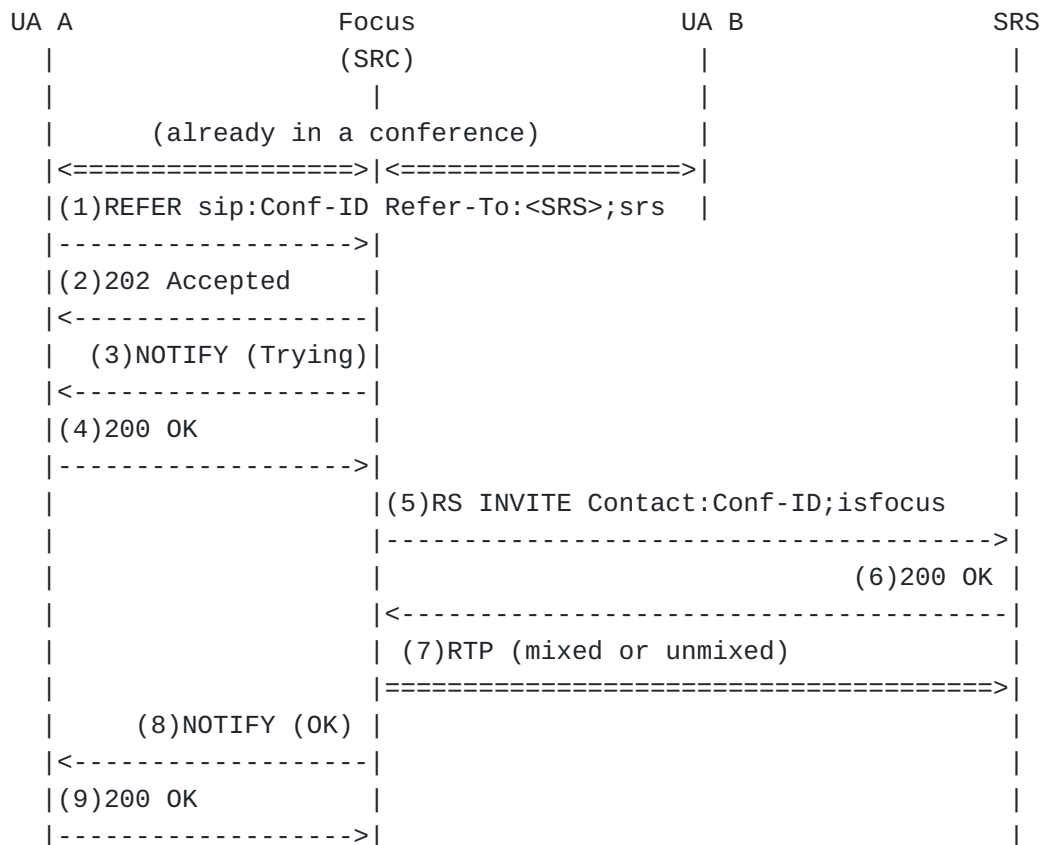 UA A                  Focus                 UA B                SRS
  |                   (SRC)                   |                   |
  |                     |                     |                   |
  |      (already in a conference)            |                   |
  |<===================>|<===================>|                   |
  |(1)REFER sip:Conf-ID Refer-To:<SRS>;srs    |                   |
  |-------------------->|                                         |
  |(2)202 Accepted      |                                         |
  |<--------------------|                                         |
  |  (3)NOTIFY (Trying)|                                          |
  |<--------------------|                                         |
  |(4)200 OK            |                                         |
  |-------------------->|                                         |
  |                     |(5)RS INVITE Contact:Conf-ID;isfocus     |
  |                     |---------------------------------------->|
  |                     |                              (6)200 OK |
  |                     |<----------------------------------------|
  |                     | (7)RTP (mixed or unmixed)               |
  |                     |========================================>|
  |     (8)NOTIFY (OK) |                                          |
  |<--------------------|                                         |
  |(9)200 OK            |                                         |
  |-------------------->|                                         |